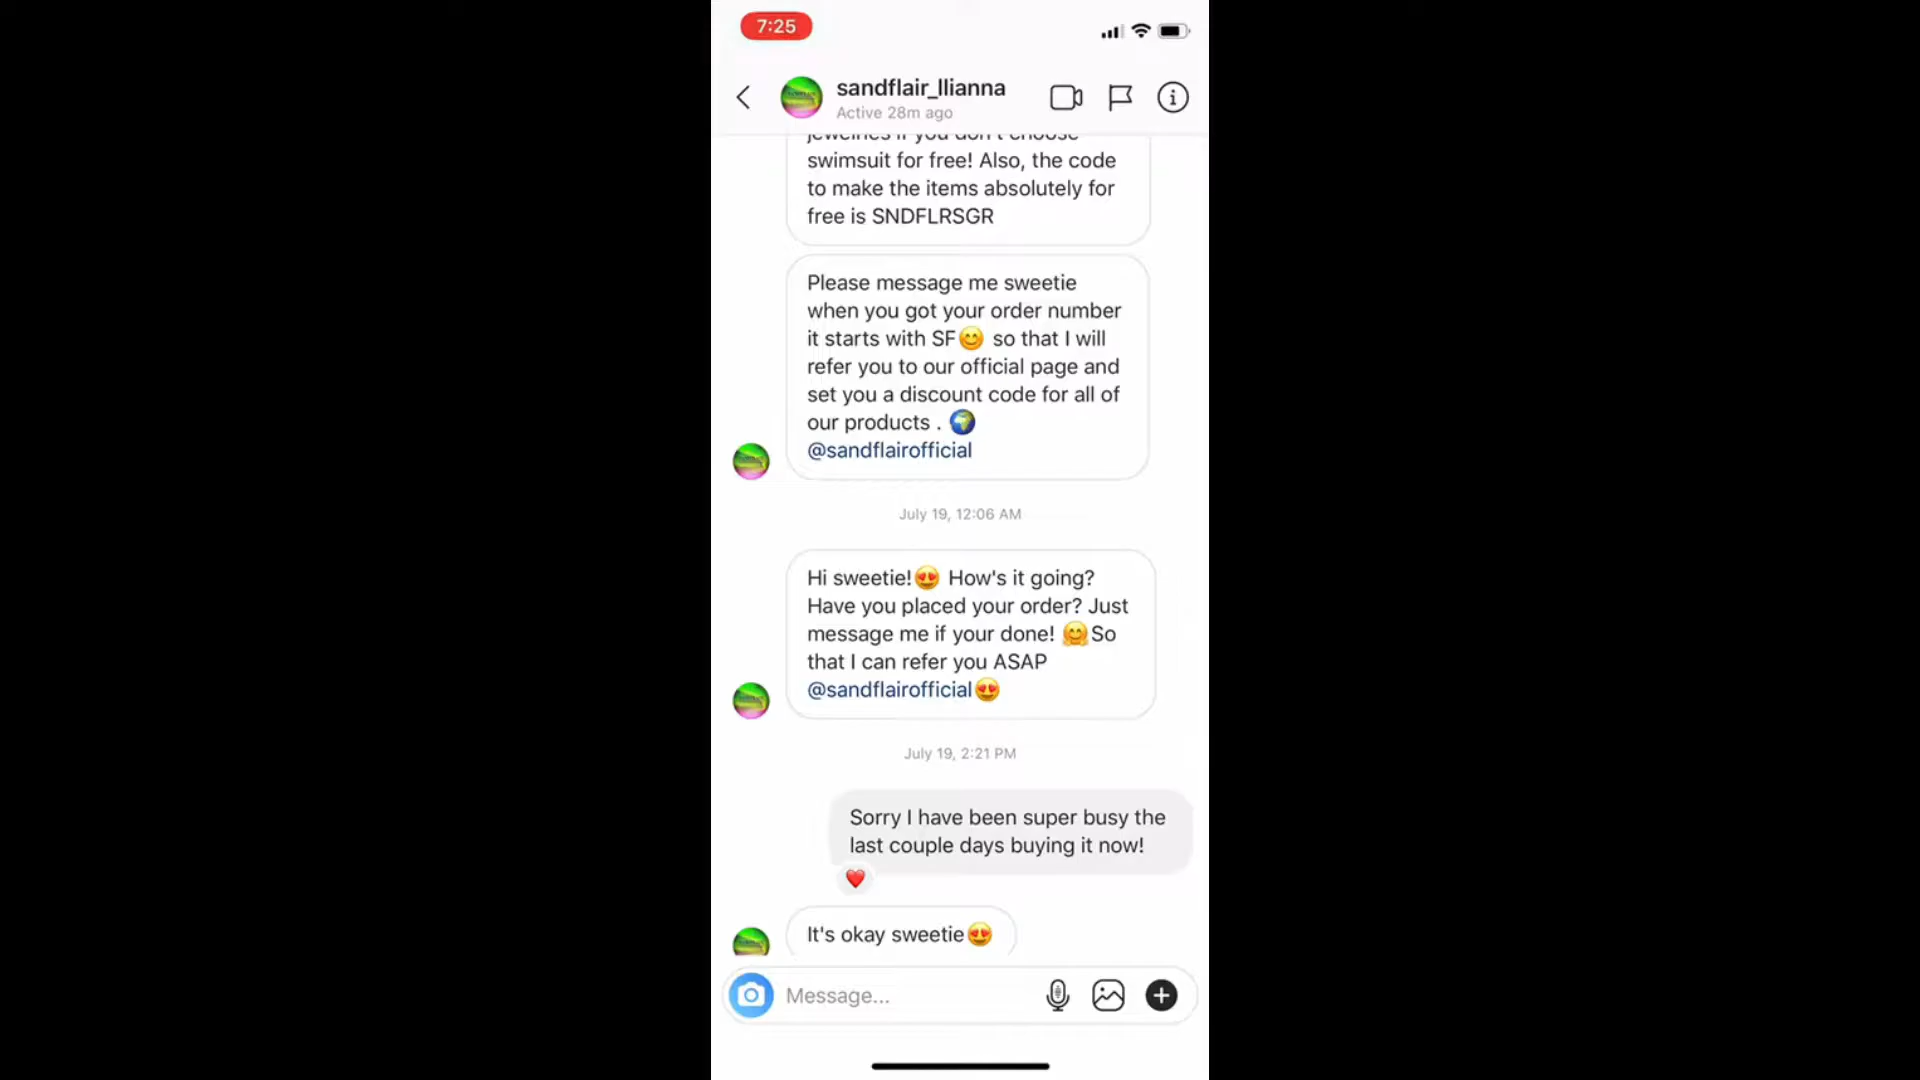 7:25
sandflair_llianna
Active 28m ago
jewelries if you don't choose
swimsuit for free! Also, the code
to make the items absolutely for
free is SNDFLRSGR
Please message me sweetie
when you got your order number
it starts with SF😊 so that I will
refer you to our official page and
set you a discount code for all of
our products . 🌍
@sandflairofficial
July 19, 12:06 AM
Hi sweetie!😍 How's it going?
Have you placed your order? Just
message me if your done! 🤗So
that I can refer you ASAP
@sandflairofficial😍
July 19, 2:21 PM
Sorry I have been super busy the
last couple days buying it now!
❤️
It's okay sweetie😍
Message...